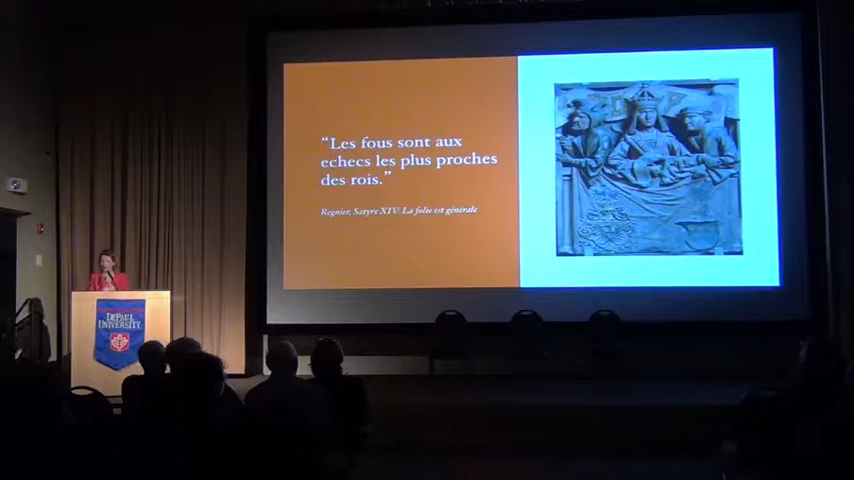 “Les fous sont aux
echecs les plus proches
des rois.”
Regnier, Satyre XIV: La folie est générale
DEPAUL
UNIVERSITY